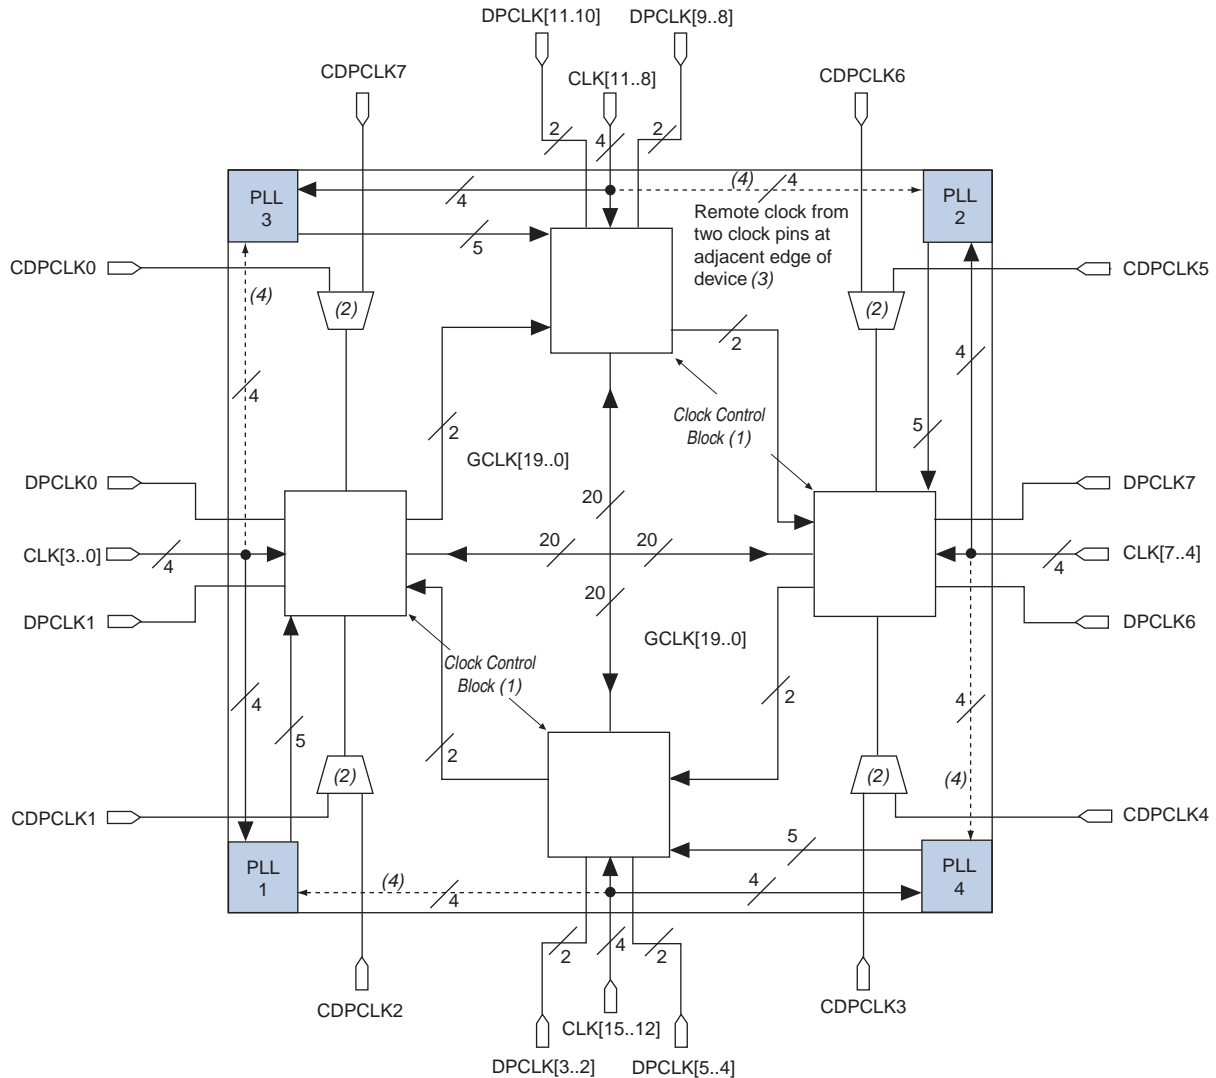 DPCLK[11.10]
DPCLK[9..8]
CDPCLK7
CLK[11..8]
CDPCLK6
2
4
2
PLL
3
4
(4)
4
PLL
2
5
Remote clock from
two clock pins at
adjacent edge of
device (3)
CDPCLK0
(4)
(2)
(2)
CDPCLK5
2
4
4
Clock Control
Block (1)
2
5
GCLK[19..0]
DPCLK0
20
DPCLK7
CLK[3..0]
4
20
20
4
CLK[7..4]
20
DPCLK1
DPCLK6
GCLK[19..0]
Clock Control
Block (1)
4
2
4
5
2
(2)
(2)
(4)
CDPCLK1
CDPCLK4
5
PLL
1
(4)
4
4
PLL
4
2
4
2
CDPCLK2
CDPCLK3
CLK[15..12]
DPCLK[3..2]
DPCLK[5..4]